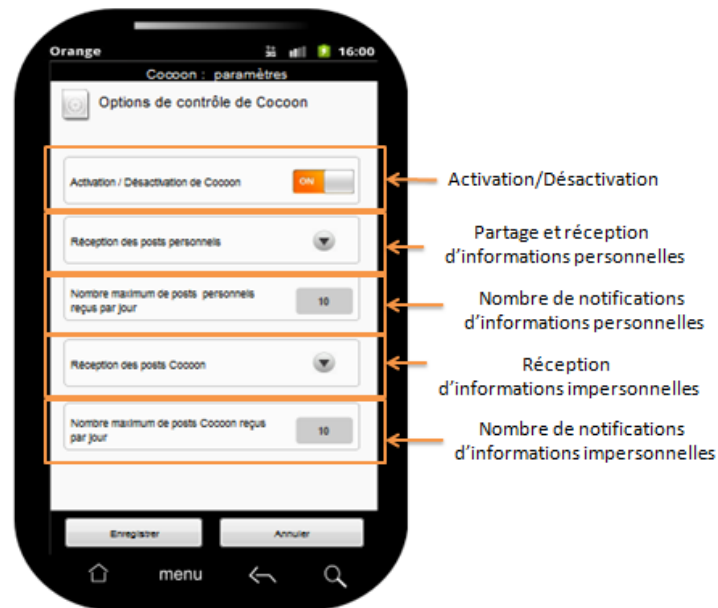 Orange 3G 16:00
Cocoon : paramètres
Options de contrôle de Cocoon
Activation / Désactivation de Cocoon ON
Activation/Désactivation
Réception des posts personnels
Partage et réception
d'informations personnelles
Nombre maximum de posts personnels
reçus par jour
10
Nombre de notifications
d'informations personnelles
Réception des posts Cocoon
Réception
d'informations impersonnelles
Nombre maximum de posts Cocoon reçus
par jour
10
Nombre de notifications
d'informations impersonnelles
Enregistrer
Annuler
menu